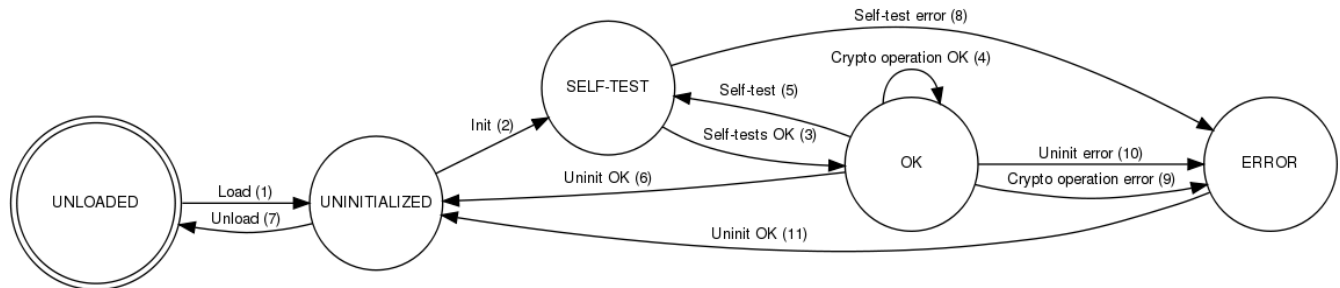 Self-test error (8)
Crypto operation OK (4)
SELF-TEST
Self-test (5)
Init (2)
Self-tests OK (3)
Uninit error (10)
OK
ERROR
Uninit OK (6)
Crypto operation error (9)
Load (1)
UNLOADED
UNINITIALIZED
Unload (7)
Uninit OK (11)